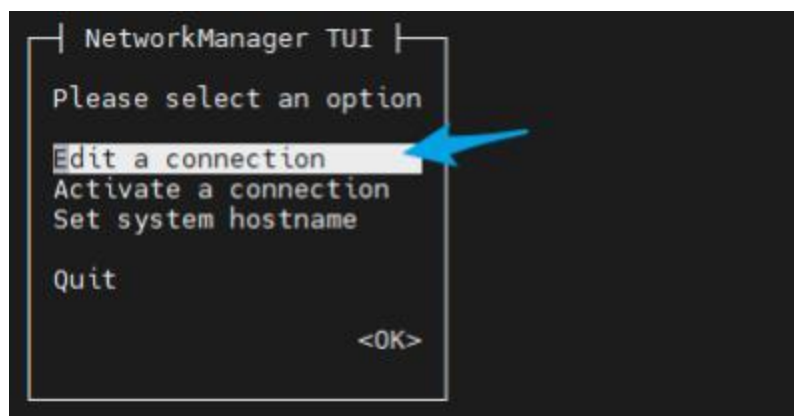 NetworkManager TUI
Please select an option
Edit a connection
Activate a connection
Set system hostname
Quit
<OK>